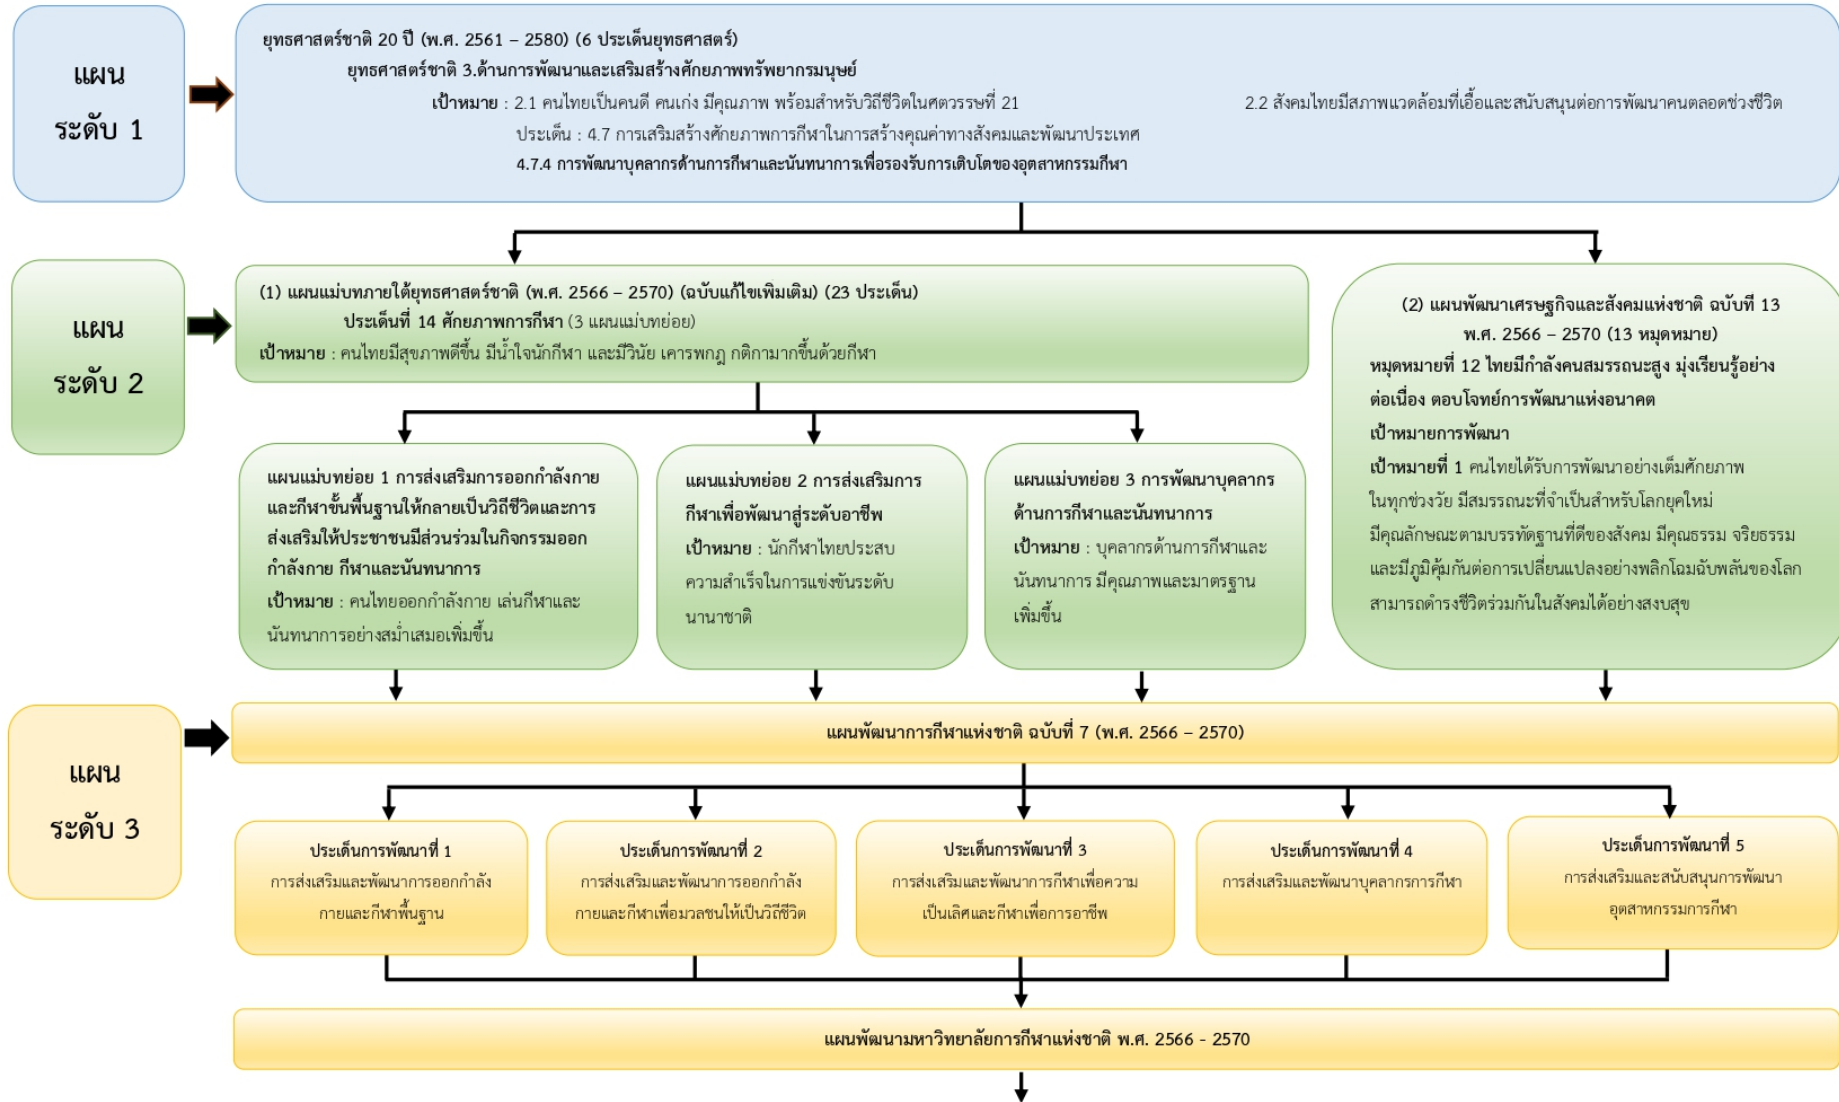 แผน
ระดับ 1
ยุทธศาสตร์ชาติ 20 ปี (พ.ศ. 2561 – 2580) (6 ประเด็นยุทธศาสตร์)
ยุทธศาสตร์ชาติ 3.ด้านการพัฒนาและเสริมสร้างศักยภาพทรัพยากรมนุษย์
เป้าหมาย : 2.1 คนไทยเป็นคนดี คนเก่ง มีคุณภาพ พร้อมสำหรับวิถีชีวิตในศตวรรษที่ 21 2.2 สังคมไทยมีสภาพแวดล้อมที่เอื้อและสนับสนุนต่อการพัฒนาคนตลอดช่วงชีวิต
ประเด็น : 4.7 การเสริมสร้างศักยภาพการกีฬาในการสร้างคุณค่าทางสังคมและพัฒนาประเทศ
4.7.4 การพัฒนาบุคลากรด้านการกีฬาและนันทนาการเพื่อรองรับการเติบโตของอุตสาหกรรมกีฬา
แผน
ระดับ 2
(1) แผนแม่บทภายใต้ยุทธศาสตร์ชาติ (พ.ศ. 2566 – 2570) (ฉบับแก้ไขเพิ่มเติม) (23 ประเด็น)
ประเด็นที่ 14 ศักยภาพการกีฬา (3 แผนแม่บทย่อย)
เป้าหมาย : คนไทยมีสุขภาพดีขึ้น มีน้ำใจนักกีฬา และมีวินัย เคารพกฎ กติกามากขึ้นด้วยกีฬา
(2) แผนพัฒนาเศรษฐกิจและสังคมแห่งชาติ ฉบับที่ 13
พ.ศ. 2566 – 2570 (13 หมุดหมาย)
หมุดหมายที่ 12 ไทยมีกำลังคนสมรรถนะสูง มุ่งเรียนรู้อย่าง
ต่อเนื่อง ตอบโจทย์การพัฒนาแห่งอนาคต
เป้าหมายการพัฒนา
เป้าหมายที่ 1 คนไทยได้รับการพัฒนาอย่างเต็มศักยภาพ
ในทุกช่วงวัย มีสมรรถนะที่จำเป็นสำหรับโลกยุคใหม่
มีคุณลักษณะตามบรรทัดฐานที่ดีของสังคม มีคุณธรรม จริยธรรม
และมีภูมิคุ้มกันต่อการเปลี่ยนแปลงอย่างพลิกโฉมฉับพลันของโลก
สามารถดำรงชีวิตร่วมกันในสังคมได้อย่างสงบสุข
แผนแม่บทย่อย 1 การส่งเสริมการออกกำลังกาย
และกีฬาขั้นพื้นฐานให้กลายเป็นวิถีชีวิตและการ
ส่งเสริมให้ประชาชนมีส่วนร่วมในกิจกรรมออก
กำลังกาย กีฬาและนันทนาการ
เป้าหมาย : คนไทยออกกำลังกาย เล่นกีฬาและ
นันทนาการอย่างสม่ำเสมอเพิ่มขึ้น
แผนแม่บทย่อย 2 การส่งเสริมการ
กีฬาเพื่อพัฒนาสู่ระดับอาชีพ
เป้าหมาย : นักกีฬาไทยประสบ
ความสำเร็จในการแข่งขันระดับ
นานาชาติ
แผนแม่บทย่อย 3 การพัฒนาบุคลากร
ด้านการกีฬาและนันทนาการ
เป้าหมาย : บุคลากรด้านการกีฬาและ
นันทนาการ มีคุณภาพและมาตรฐาน
เพิ่มขึ้น
แผน
ระดับ 3
แผนพัฒนาการกีฬาแห่งชาติ ฉบับที่ 7 (พ.ศ. 2566 – 2570)
ประเด็นการพัฒนาที่ 1
การส่งเสริมและพัฒนาการออกกำลัง
กายและกีฬาพื้นฐาน
ประเด็นการพัฒนาที่ 2
การส่งเสริมและพัฒนาการออกกำลัง
กายและกีฬาเพื่อมวลชนให้เป็นวิถีชีวิต
ประเด็นการพัฒนาที่ 3
การส่งเสริมและพัฒนาการกีฬาเพื่อความ
เป็นเลิศและกีฬาเพื่อการอาชีพ
ประเด็นการพัฒนาที่ 4
การส่งเสริมและพัฒนาบุคลากรการกีฬา
ประเด็นการพัฒนาที่ 5
การส่งเสริมและสนับสนุนการพัฒนา
อุตสาหกรรมการกีฬา
แผนพัฒนามหาวิทยาลัยการกีฬาแห่งชาติ พ.ศ. 2566 - 2570